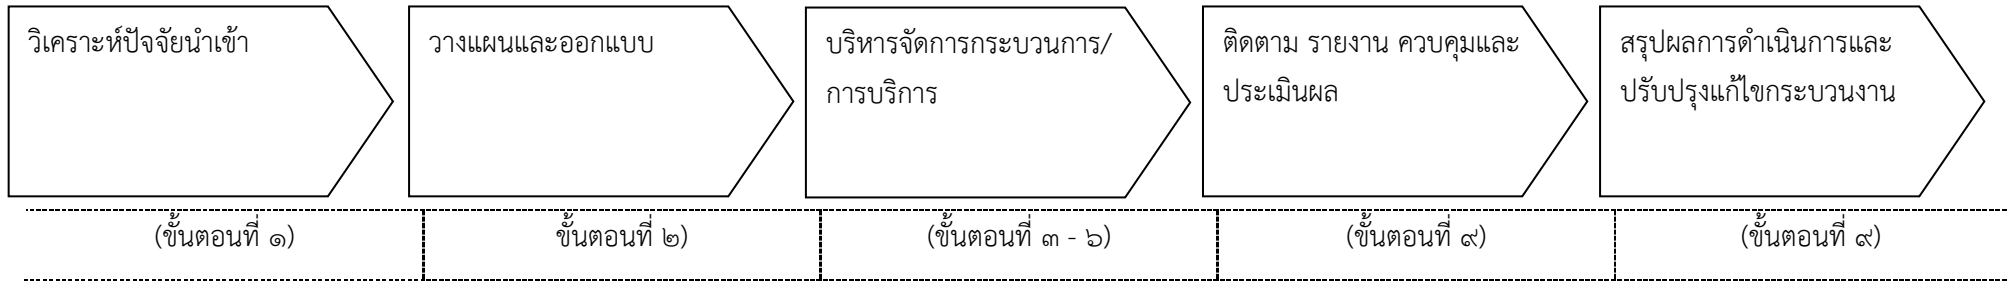 วิเคราะห์ปัจจัยนำเข้า
วางแผนและออกแบบ
บริหารจัดการกระบวนการ/
การบริการ
ติดตาม รายงาน ควบคุมและ
ประเมินผล
สรุปผลการดำเนินการและ
ปรับปรุงแก้ไขกระบวนงาน
(ขั้นตอนที่ ๑)
ขั้นตอนที่ ๒)
(ขั้นตอนที่ ๓ - ๖)
(ขั้นตอนที่ ๙)
(ขั้นตอนที่ ๙)